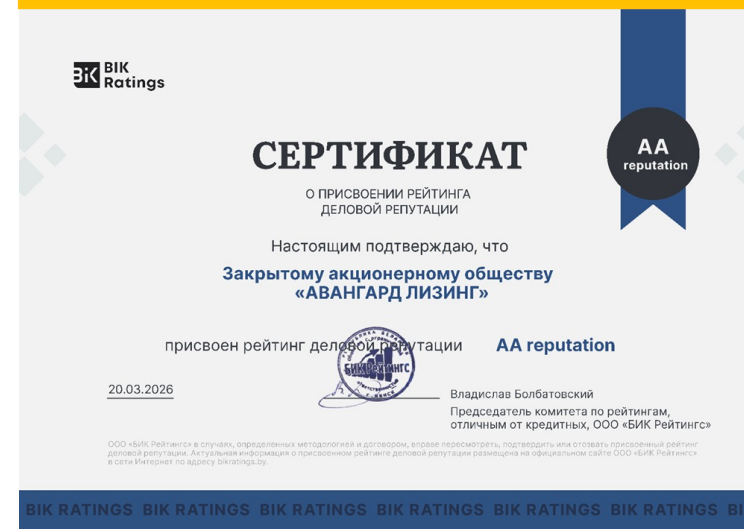 BIK
BIK
Ratings
AA
reputation
СЕРТИФИКАТ
О ПРИСВОЕНИИ РЕЙТИНГА
ДЕЛОВОЙ РЕПУТАЦИИ
Настоящим подтверждаю, что
Закрытому акционерному обществу
«АВАНГАРД ЛИЗИНГ»
присвоен рейтинг деловой репутации AA reputation
БИК Рейтингс
20.03.2026
Владислав Болбатовский
Председатель комитета по рейтингам,
отличным от кредитных, ООО «БИК Рейтингс»
ООО «БИК Рейтингс» в случаях, определенных методологией и договором, вправе пересмотреть, подтвердить или отозвать присвоенный рейтинг
деловой репутации. Актуальная информация о присвоенном рейтинге деловой репутации размещена на официальном сайте ООО «БИК Рейтингс»
в сети Интернет по адресу bikratings.by.
BIK RATINGS BIK RATINGS BIK RATINGS BIK RATINGS BIK RATINGS BIK RATINGS BI